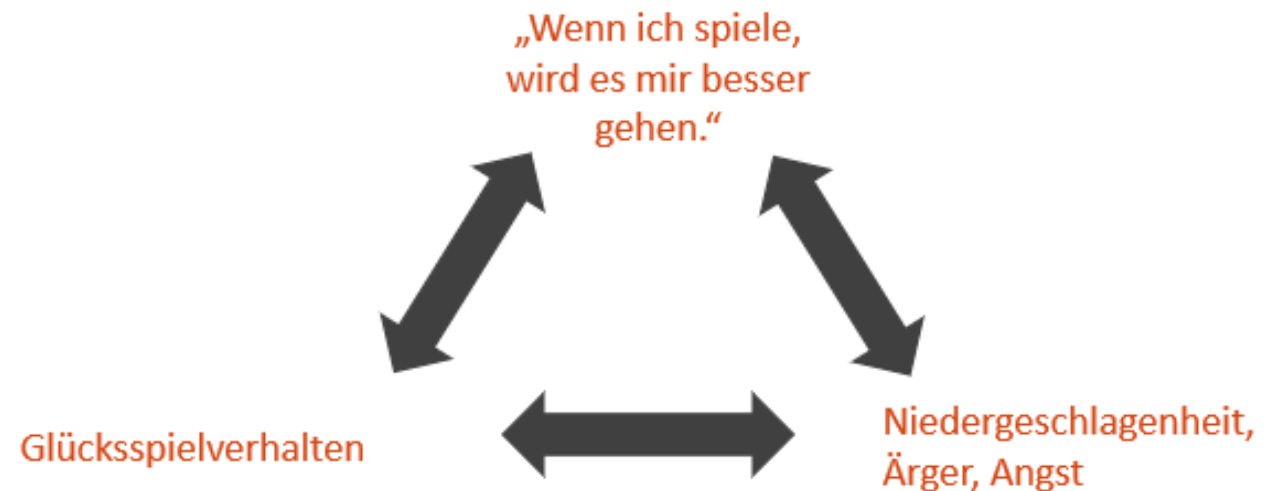 „Wenn ich spiele,
wird es mir besser
gehen.“
Glücksspielverhalten
Niedergeschlagenheit,
Ärger, Angst